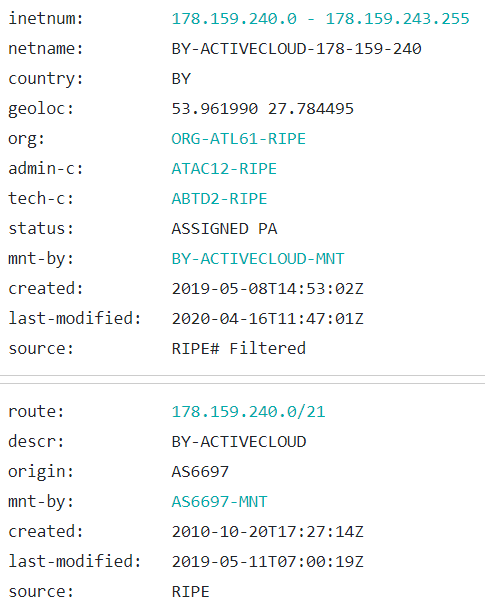 inetnum: 178.159.240.0 - 178.159.243.255
netname: BY-ACTIVECLOUD-178-159-240
country: BY
geoloc: 53.961990 27.784495
org: ORG-ATL61-RIPE
admin-c: ATAC12-RIPE
tech-c: ABTD2-RIPE
status: ASSIGNED PA
mnt-by: BY-ACTIVECLOUD-MNT
created: 2019-05-08T14:53:02Z
last-modified: 2020-04-16T11:47:01Z
source: RIPE# Filtered
route: 178.159.240.0/21
descr: BY-ACTIVECLOUD
origin: AS6697
mnt-by: AS6697-MNT
created: 2010-10-20T17:27:14Z
last-modified: 2019-05-11T07:00:19Z
source: RIPE